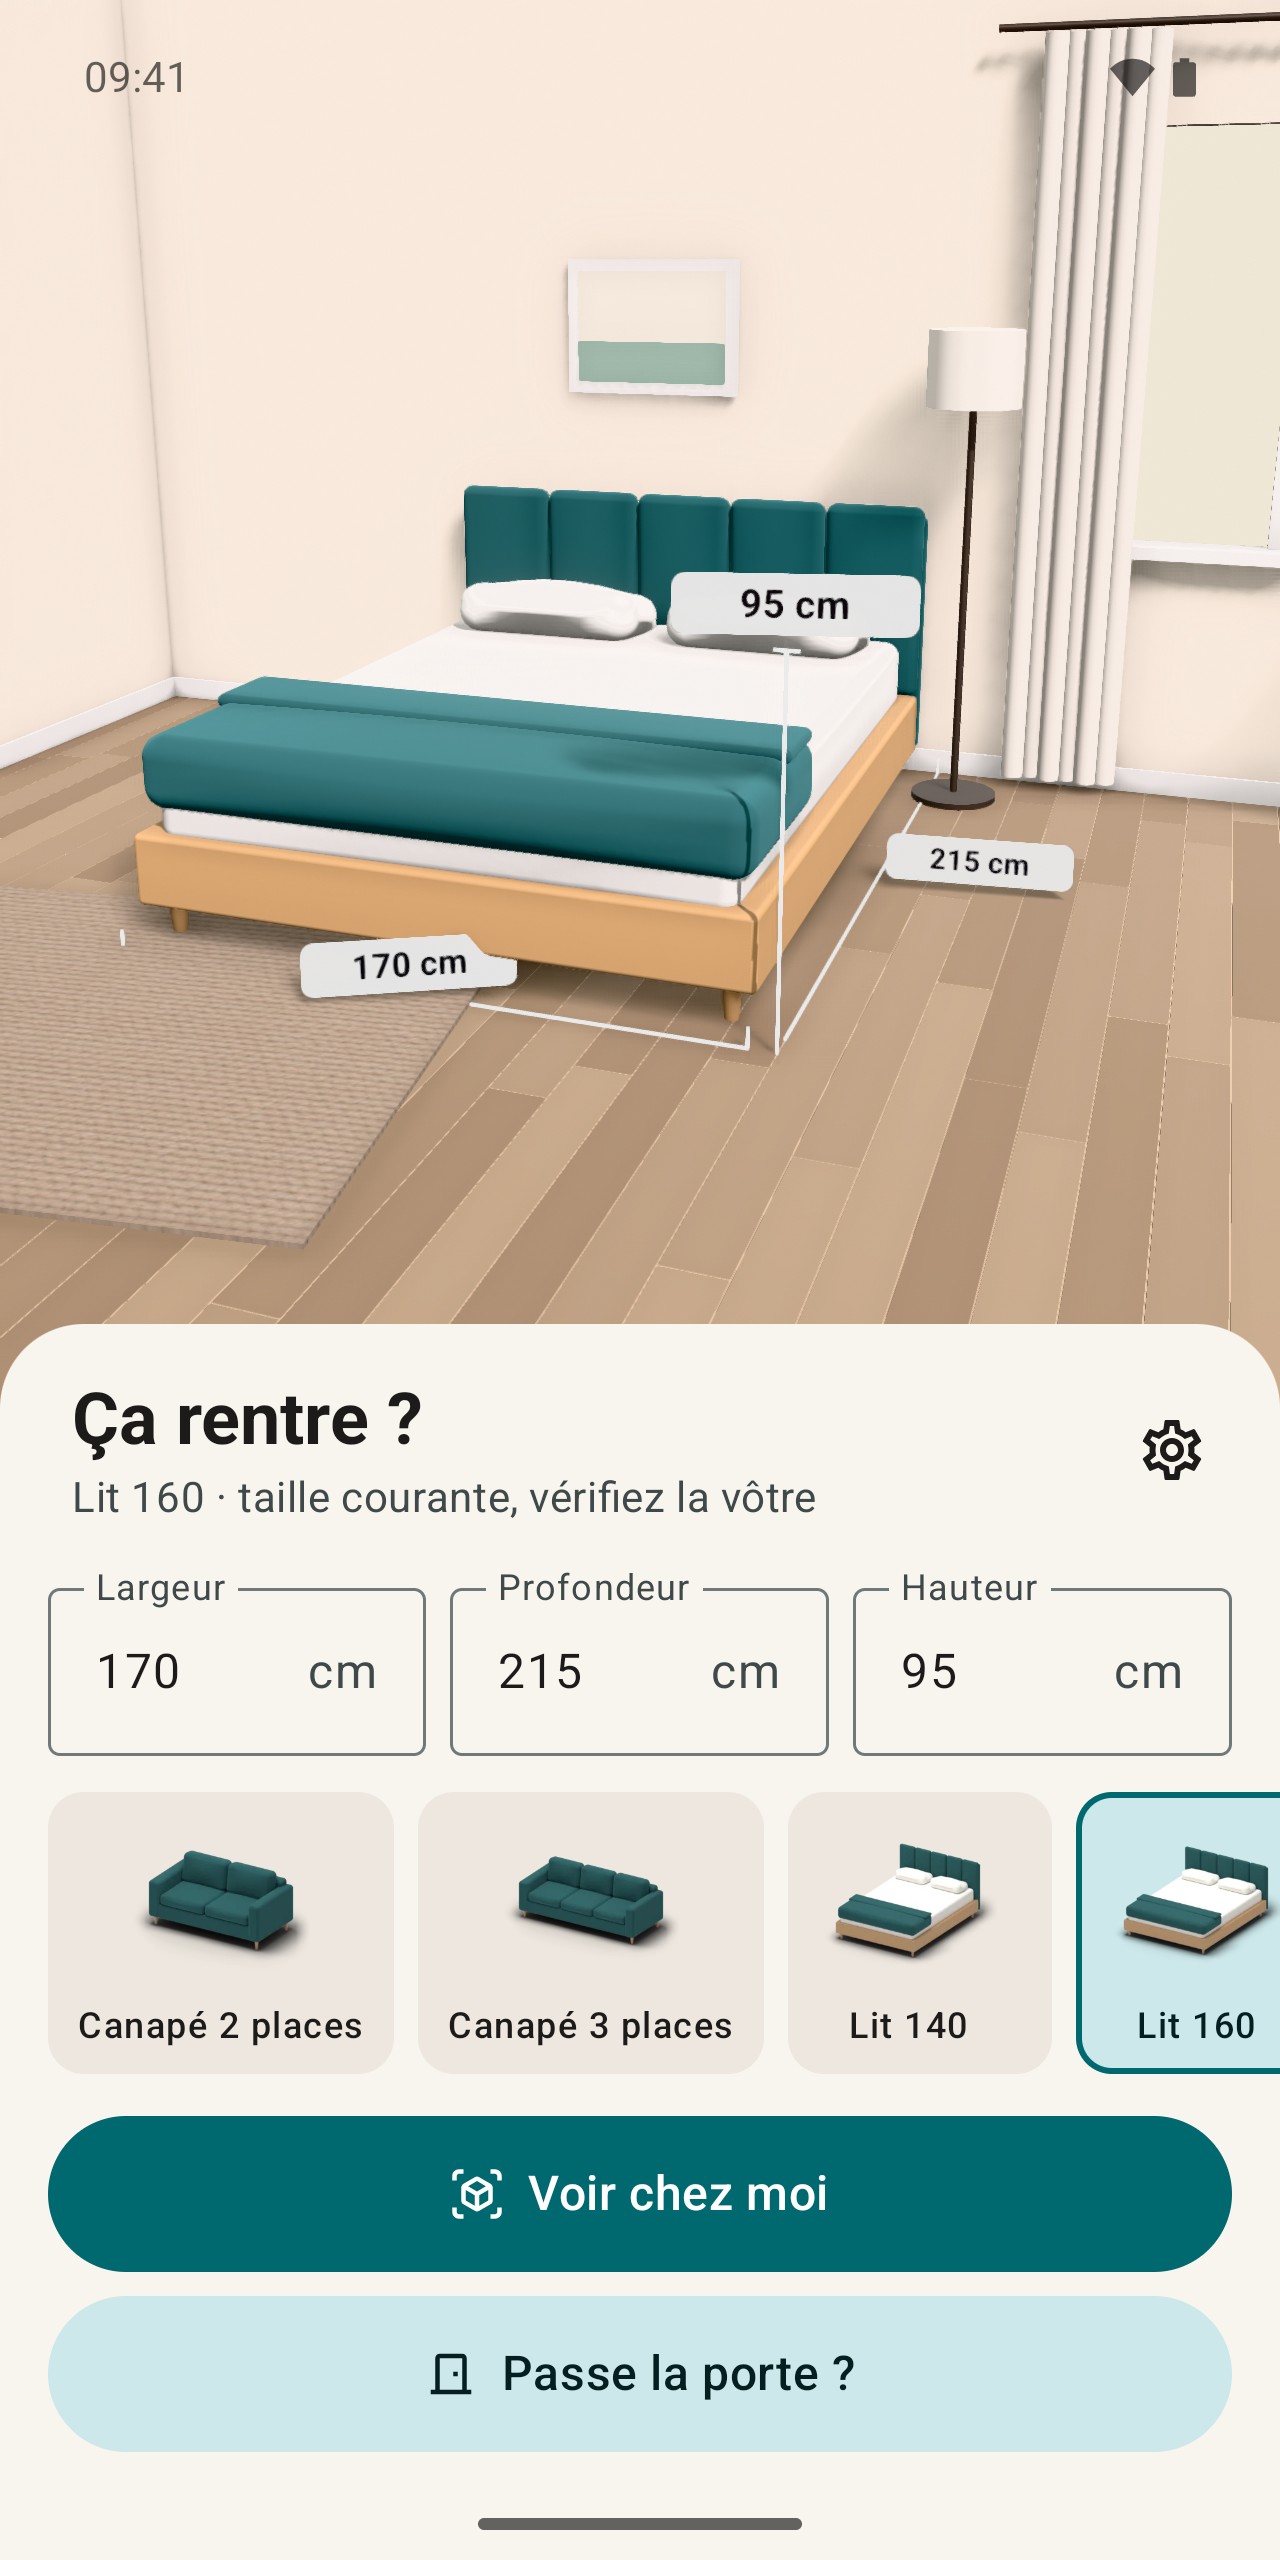 09:41
95 cm
215 cm
170 cm
Ça rentre ?
Lit 160 · taille courante, vérifiez la vôtre
Largeur
Profondeur
Hauteur
170 cm
215 cm
95 cm
Canapé 2 places
Canapé 3 places
Lit 140
Lit 160
Voir chez moi
Passe la porte ?